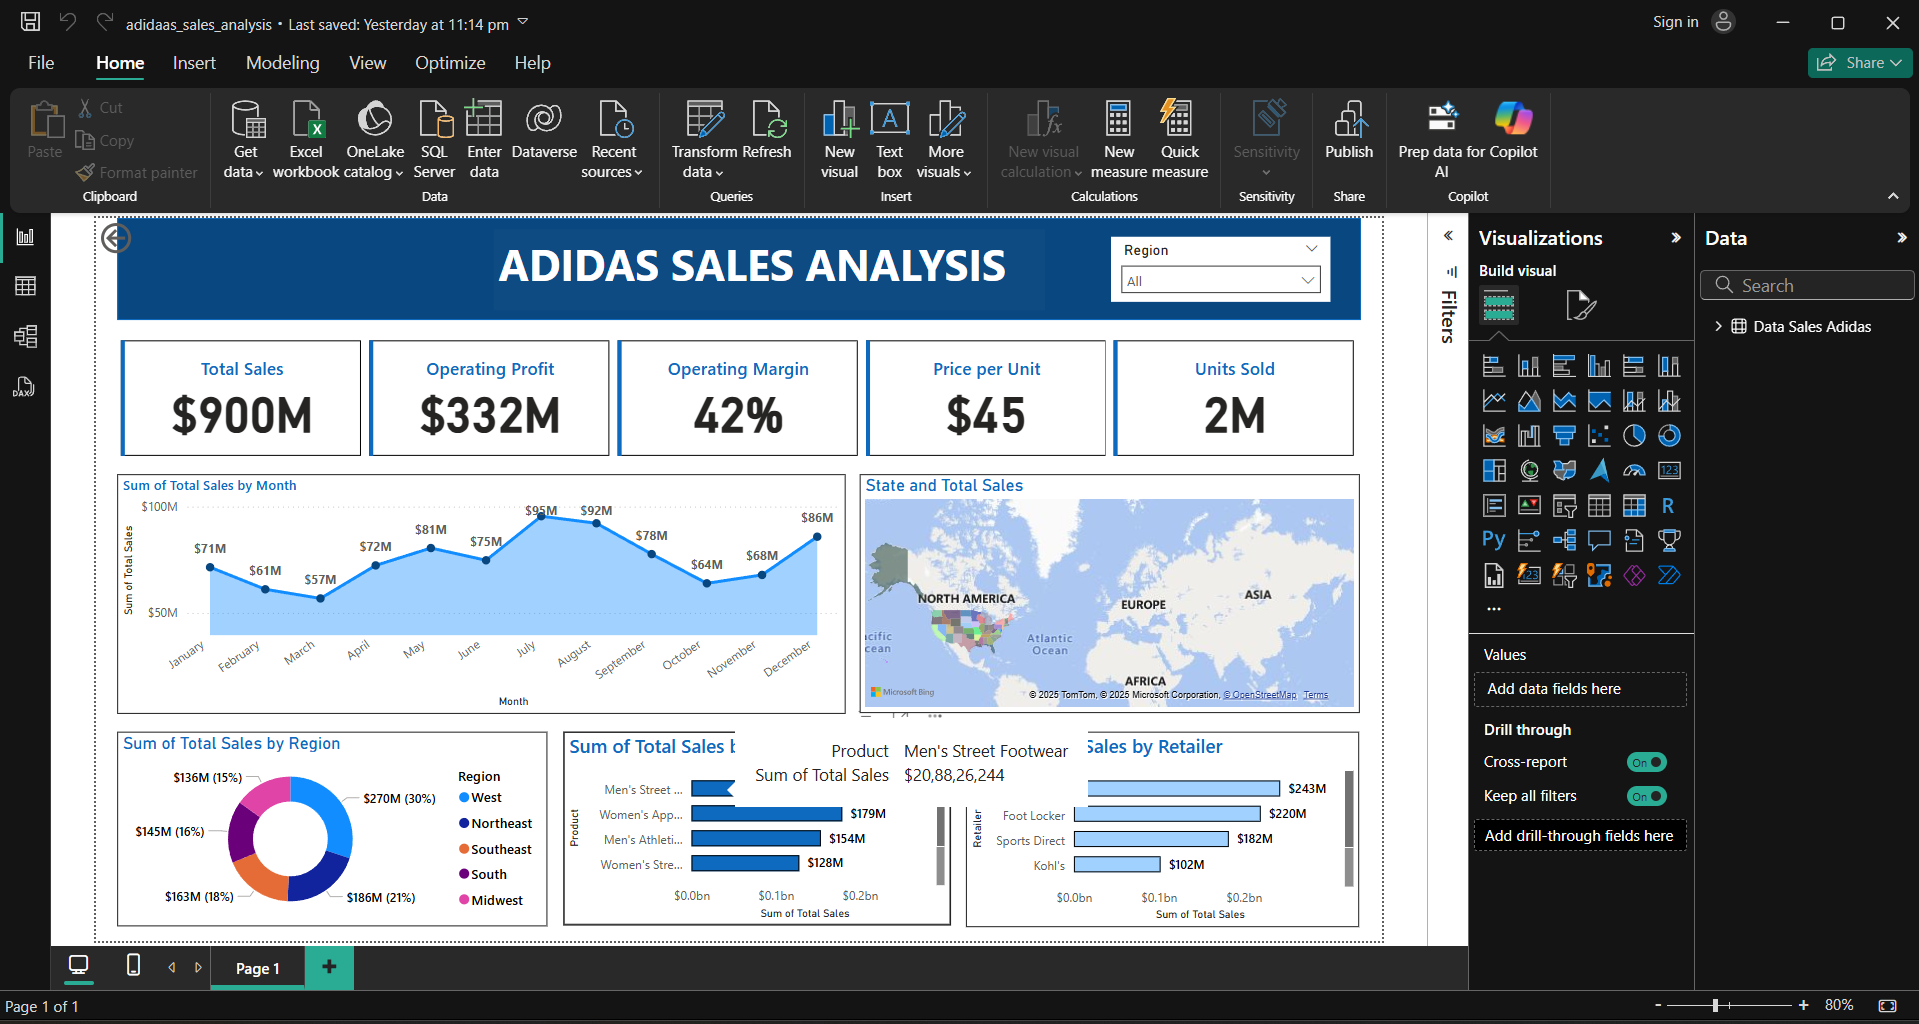 adidaas_sales_analysis • Last saved: Yesterday at 11:14 pm
Sign in
File Home Insert Modeling View Optimize Help
Share
Paste
Cut
Copy
Format painter
Clipboard
Get data
Excel workbook
OneLake catalog
SQL Server
Enter data
Dataverse
Recent sources
Data
Transform data
Refresh
Queries
New visual
Text box
More visuals
Insert
New visual calculation
New measure
Quick measure
Calculations
Sensitivity
Sensitivity
Publish
Share
Prep data for AI
Copilot
Copilot
ADIDAS SALES ANALYSIS
Region
All
Total Sales
$900M
Operating Profit
$332M
Operating Margin
42%
Price per Unit
$45
Units Sold
2M
Sum of Total Sales by Month
Sum of Total Sales
$100M
$50M
$71M
$61M
$57M
$72M
$81M
$75M
$95M
$92M
$78M
$64M
$68M
$86M
January
February
March
April
May
June
July
August
September
October
November
December
Month
State and Total Sales
NORTH AMERICA
EUROPE
ASIA
AFRICA
Atlantic
Ocean
cific
cean
Microsoft Bing
© 2025 TomTom, © 2025 Microsoft Corporation, © OpenStreetMap Terms
Sum of Total Sales by Region
$136M (15%)
$270M (30%)
$145M (16%)
$163M (18%)
$186M (21%)
Region
West
Northeast
Southeast
South
Midwest
Sum of Total Sales b
Product Men's Street Footwear
Sum of Total Sales $20,88,26,244
Product
Men's Street ...
Women's App... $179M
Men's Athleti... $154M
Women's Stre... $128M
$0.0bn $0.1bn $0.2bn
Sum of Total Sales
Sales by Retailer
Retailer
$243M
Foot Locker $220M
Sports Direct $182M
Kohl's $102M
$0.0bn $0.1bn $0.2bn
Sum of Total Sales
Filters
Visualizations
Build visual
123
R
Py
123
Values
Add data fields here
Drill through
Cross-report On
Keep all filters On
Add drill-through fields here
Data
Search
Data Sales Adidas
DAX
Page 1
Page 1 of 1
80%